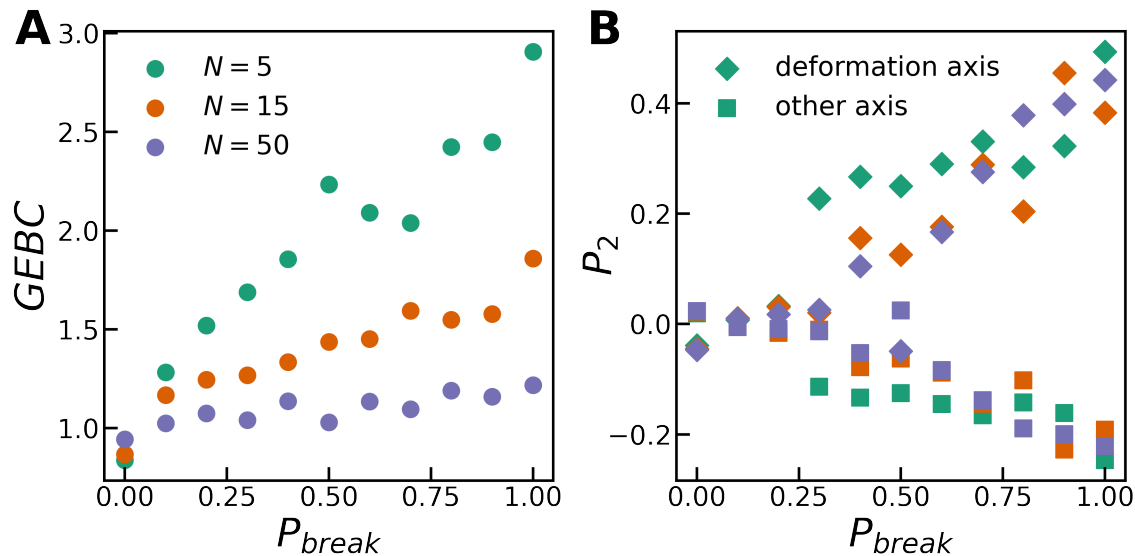 A
3.0
2.5
2.0
1.5
1.0
GEBC
N = 5
N = 15
N = 50
0.00 0.25 0.50 0.75 1.00
P_break
B
0.4
0.2
0.0
−0.2
P_2
deformation axis
other axis
0.00 0.25 0.50 0.75 1.00
P_break